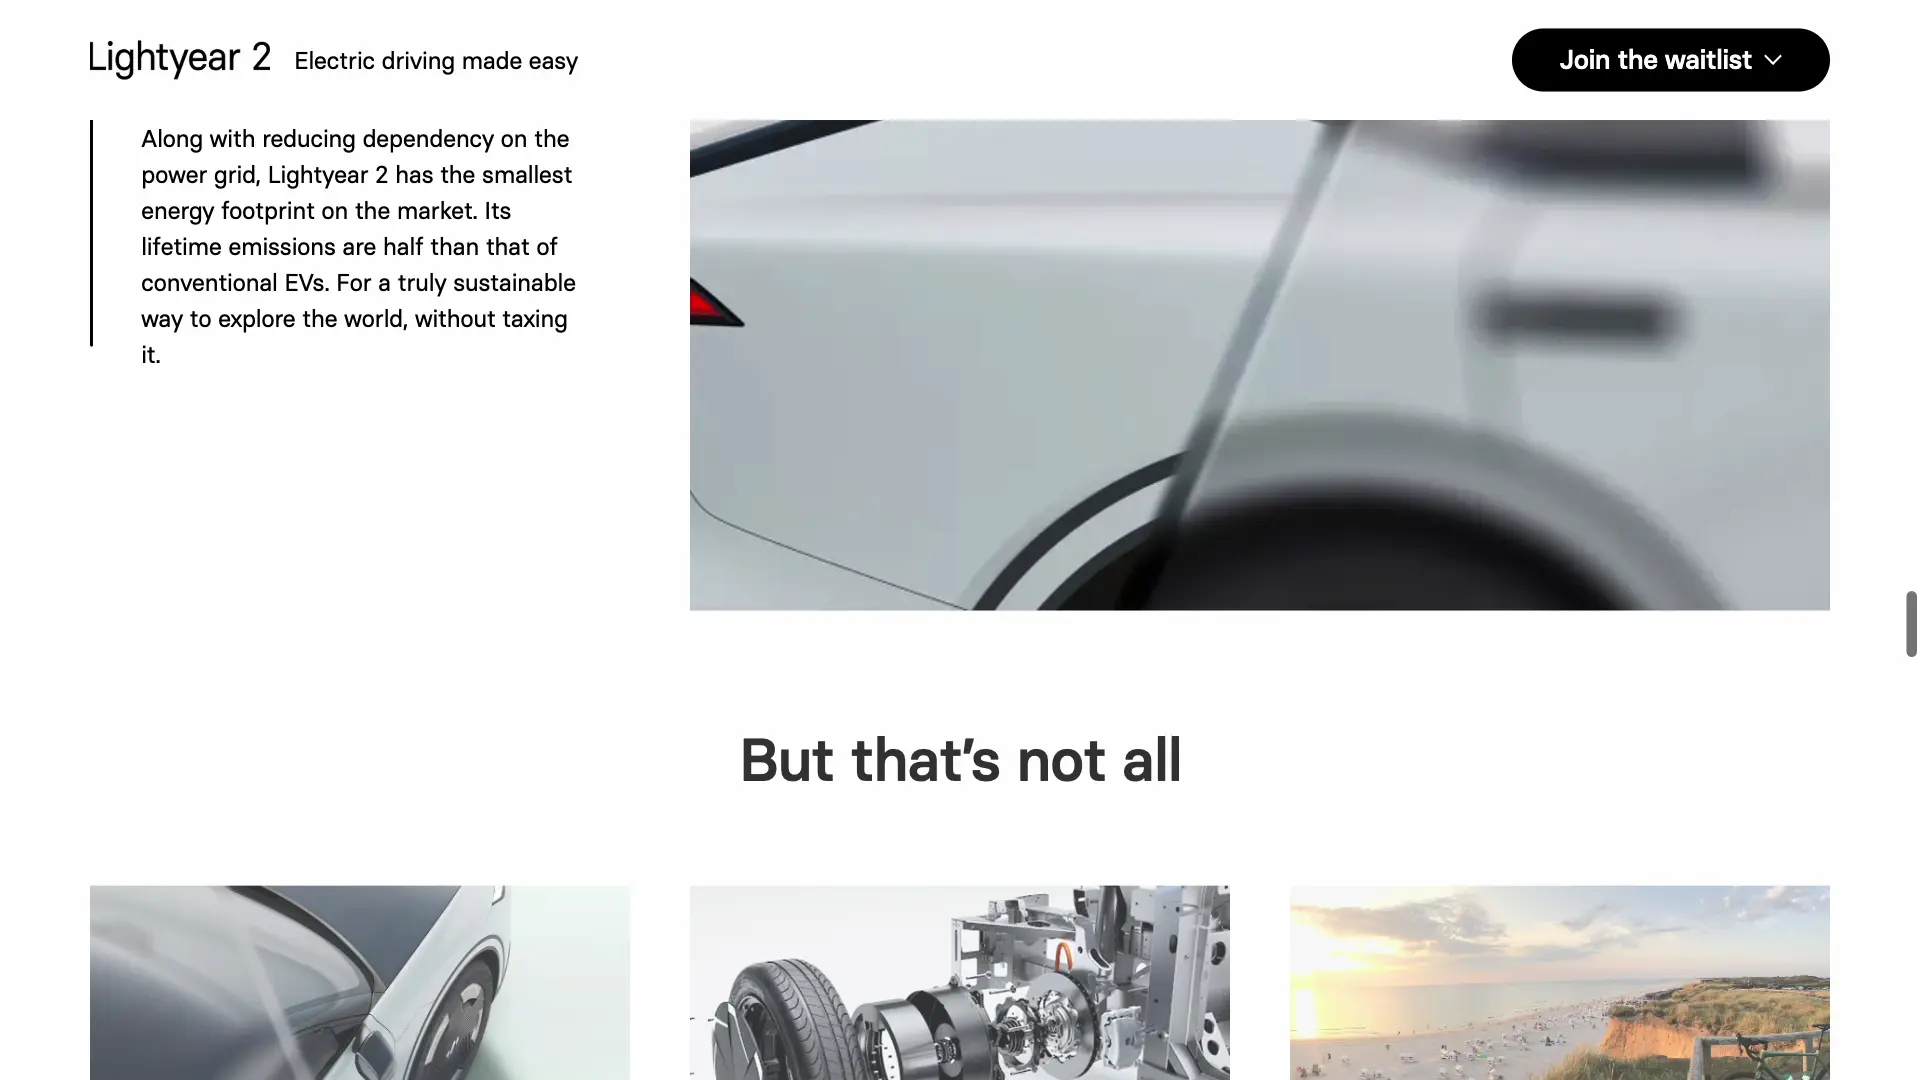 Lightyear 2 Electric driving made easy
Join the waitlist
Along with reducing dependency on the
power grid, Lightyear 2 has the smallest
energy footprint on the market. Its
lifetime emissions are half than that of
conventional EVs. For a truly sustainable
way to explore the world, without taxing
it.
But that’s not all